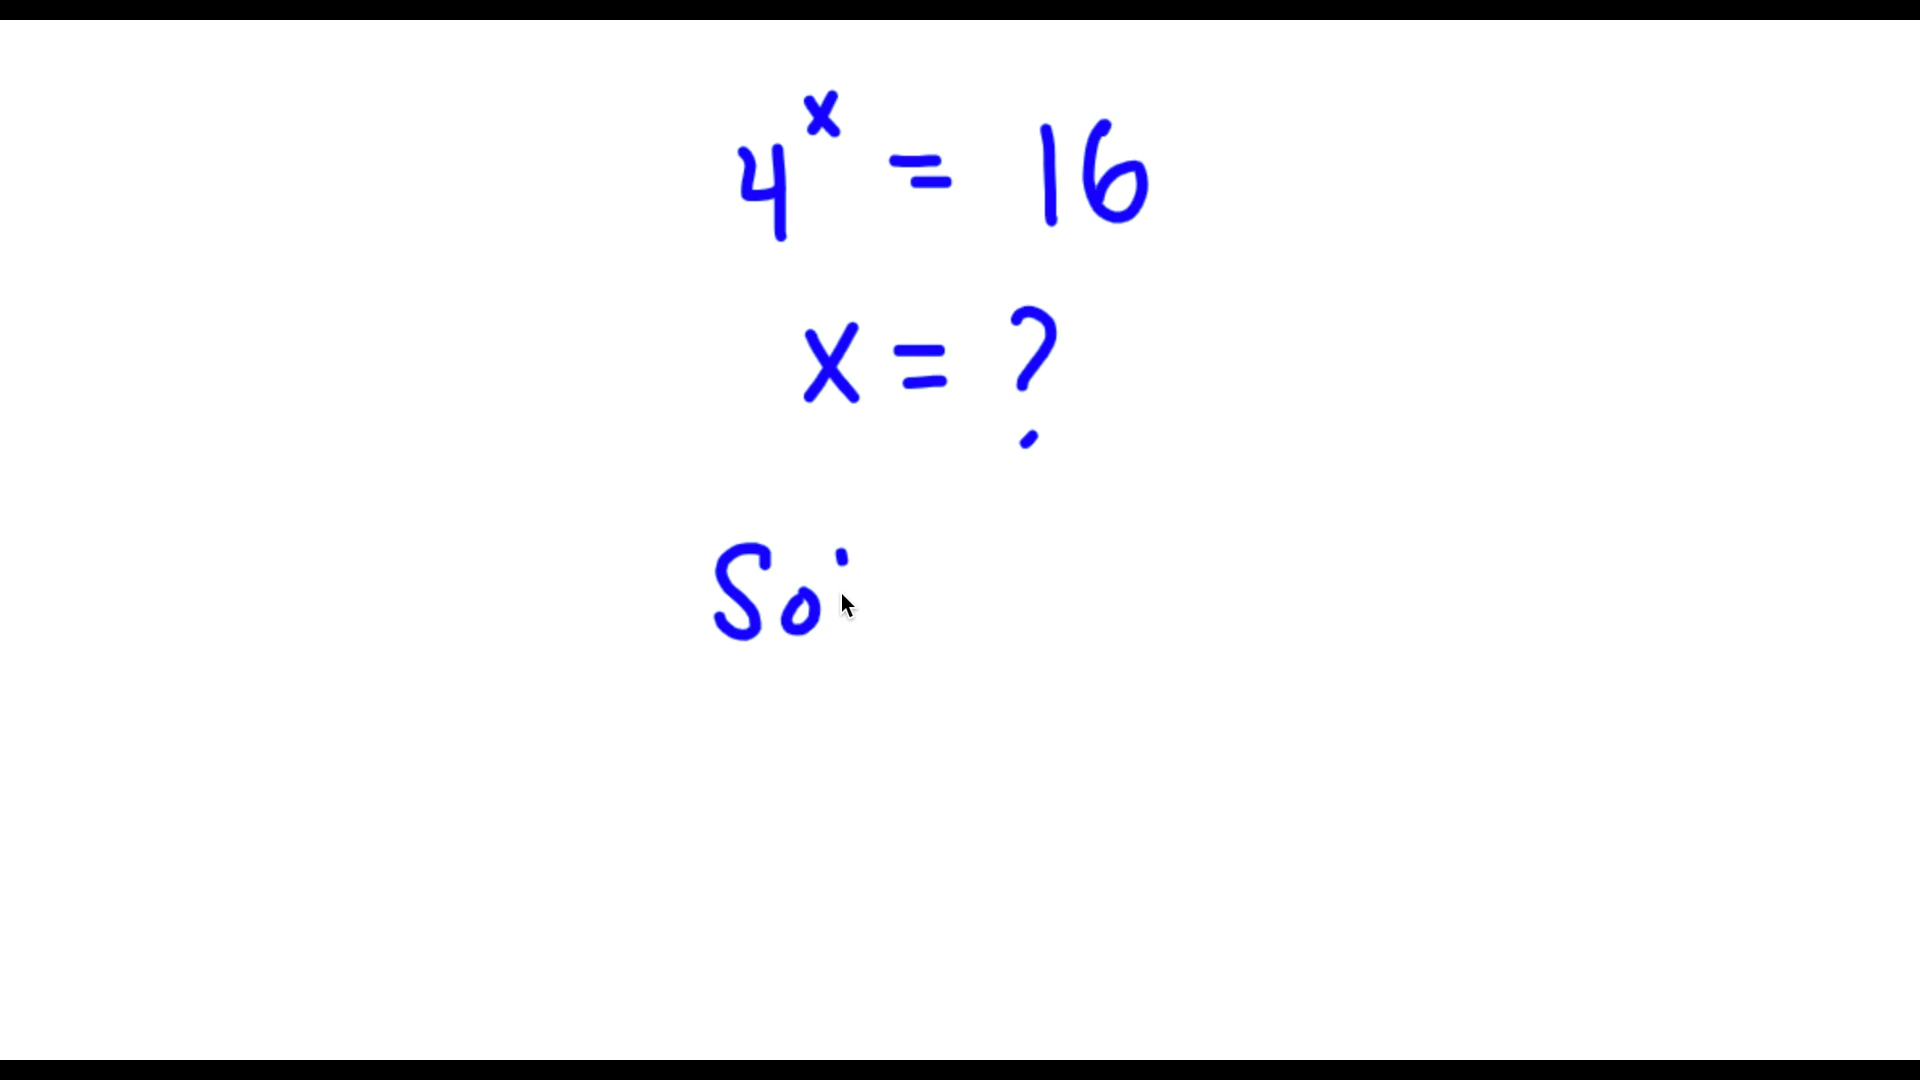 4^x = 16
x = ?
So: